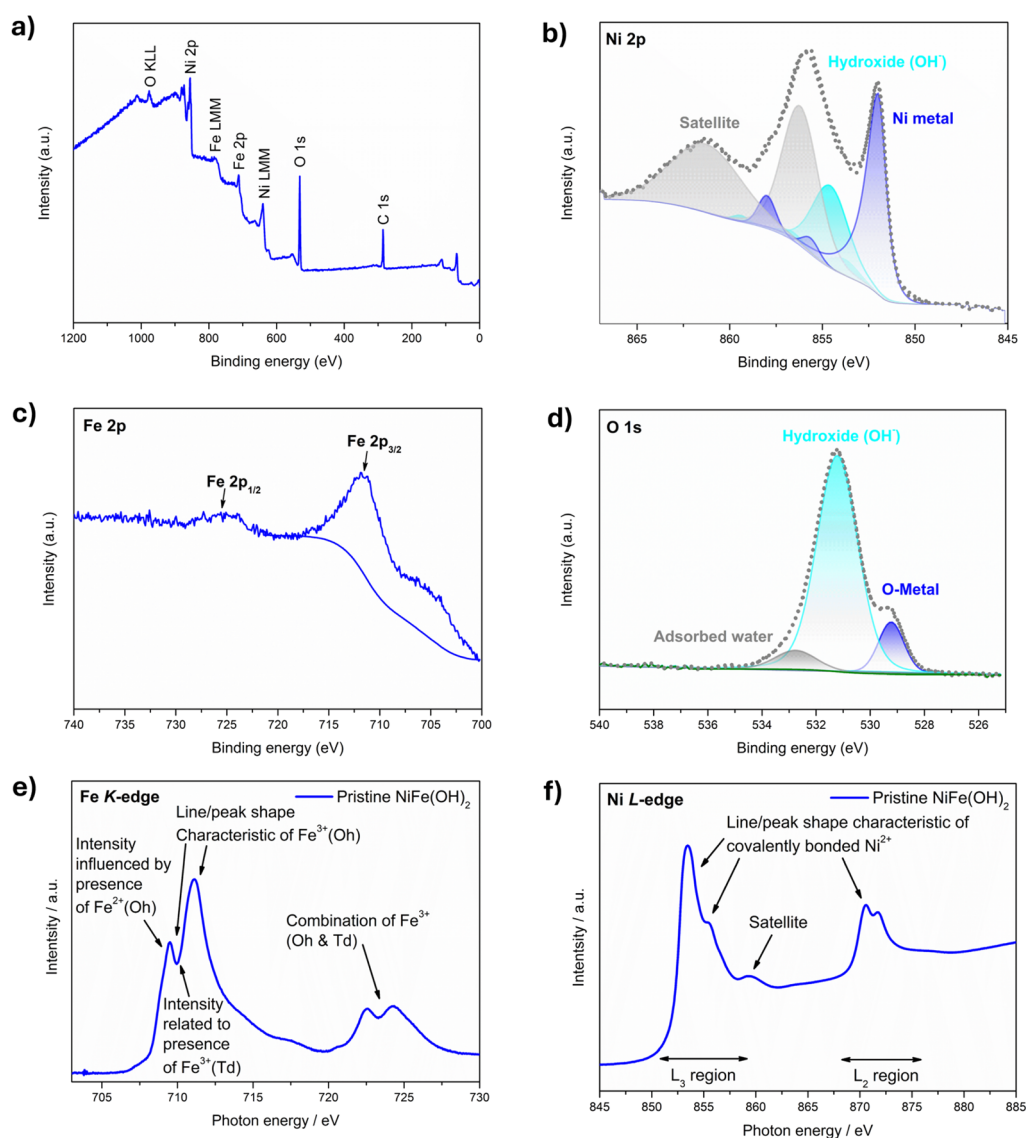 a)
O KLL
Ni 2p
Fe LMM
Fe 2p
Ni LMM
O 1s
C 1s
Intensity (a.u.)
1200 1000 800 600 400 200 0
Binding energy (eV)
b)
Ni 2p
Hydroxide (OH⁻)
Satellite
Ni metal
Intensity (a.u.)
865 860 855 850 845
Binding energy (eV)
c)
Fe 2p
Fe 2p₃/₂
Fe 2p₁/₂
Intensity (a.u.)
740 730 720 710 700
Binding energy (eV)
d)
O 1s
Hydroxide (OH⁻)
O-Metal
Adsorbed water
Intensity (a.u.)
540 538 536 534 532 530 528 526
Binding energy (eV)
e)
Fe K-edge
Pristine NiFe(OH)₂
Line/peak shape
Characteristic of Fe³⁺(Oh)
Intensity
influenced by
presence
of Fe²⁺(Oh)
Combination of Fe³⁺
(Oh & Td)
Intensity
related to
presence
of Fe³⁺(Td)
Intentsity / a.u.
705 710 715 720 725 730
Photon energy / eV
f)
Ni L-edge
Pristine NiFe(OH)₂
Line/peak shape characteristic of
covalently bonded Ni²⁺
Satellite
L₃ region
L₂ region
Intentsity / a.u.
845 850 855 860 865 870 875 880 885
Photon energy / eV